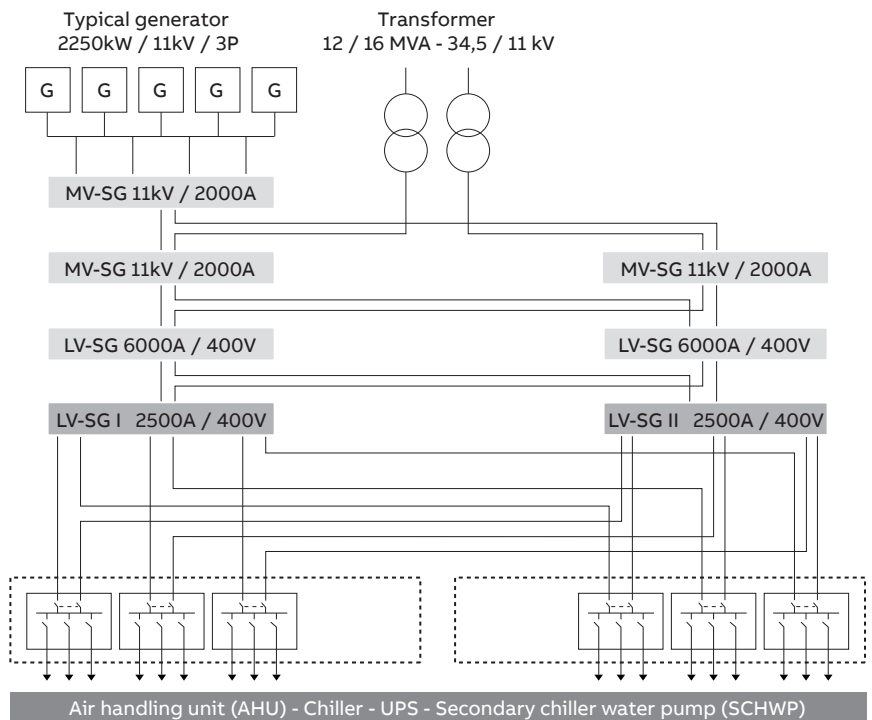 Typical generator
2250kW / 11kV / 3P
Transformer
12 / 16 MVA - 34,5 / 11 kV
G G G G G
MV-SG 11kV / 2000A
MV-SG 11kV / 2000A
MV-SG 11kV / 2000A
LV-SG 6000A / 400V
LV-SG 6000A / 400V
LV-SG I 2500A / 400V
LV-SG II 2500A / 400V
Air handling unit (AHU) - Chiller - UPS - Secondary chiller water pump (SCHWP)